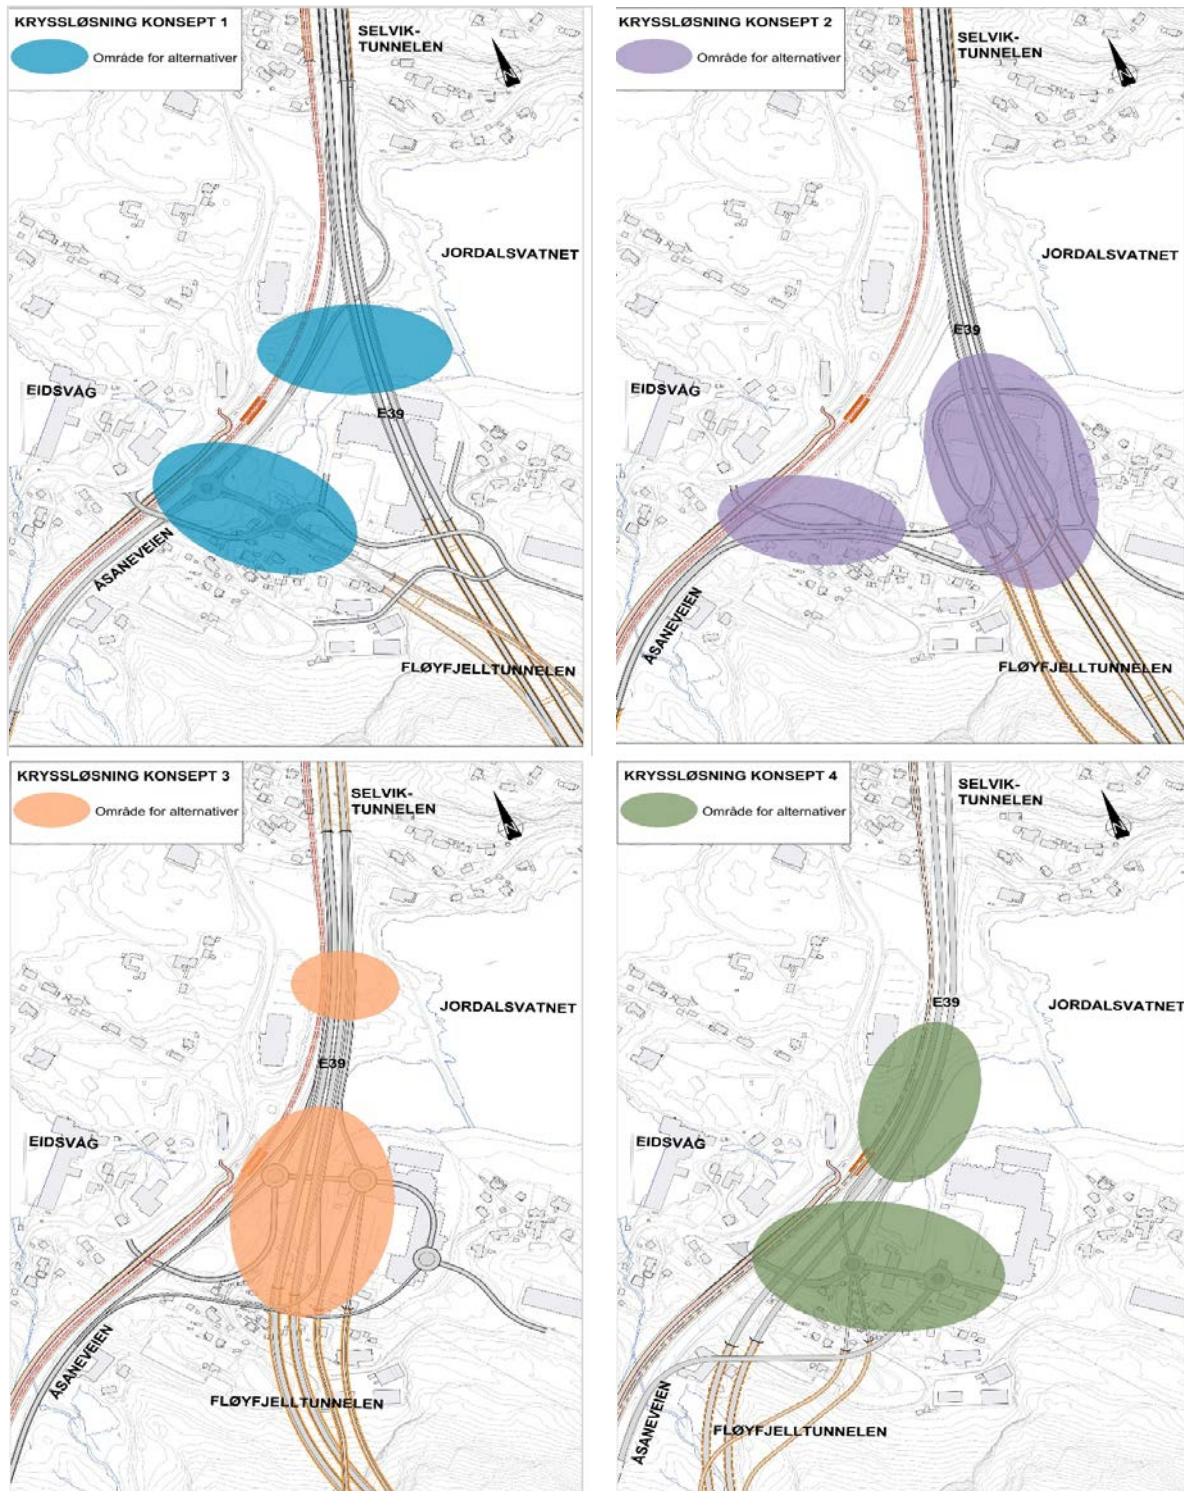 KRYSSLØSNING KONSEPT 1
Område for alternativer
SELVIK-
TUNNELEN
N
JORDALSVATNET
EIDSVÅG
E39
ÅSANEVEIEN
FLØYFJELLTUNNELEN
KRYSSLØSNING KONSEPT 2
Område for alternativer
SELVIK-
TUNNELEN
N
JORDALSVATNET
E39
EIDSVÅG
ÅSANEVEIEN
FLØYFJELLTUNNELEN
KRYSSLØSNING KONSEPT 3
Område for alternativer
SELVIK-
TUNNELEN
N
JORDALSVATNET
E39
EIDSVÅG
ÅSANEVEIEN
FLØYFJELLTUNNELEN
KRYSSLØSNING KONSEPT 4
Område for alternativer
SELVIK-
TUNNELEN
N
E39
JORDALSVATNET
EIDSVÅG
FLØYFJELLTUNNELEN
ÅSANEVEIEN